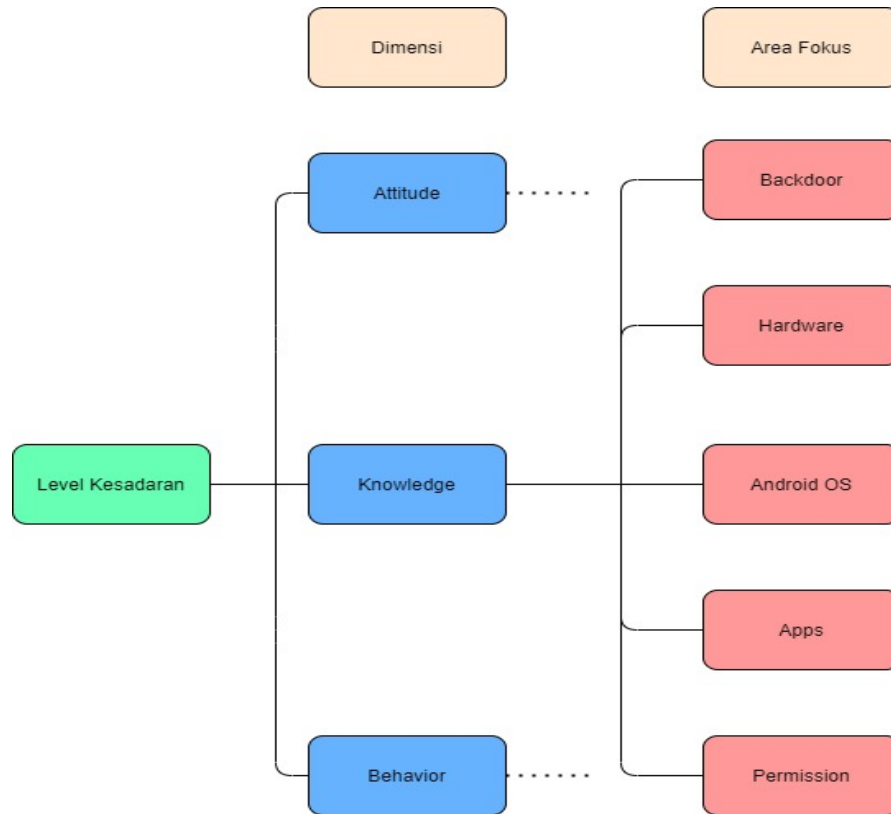 Dimensi
Area Fokus
Attitude
Backdoor
Hardware
Level Kesadaran
Knowledge
Android OS
Apps
Behavior
Permission